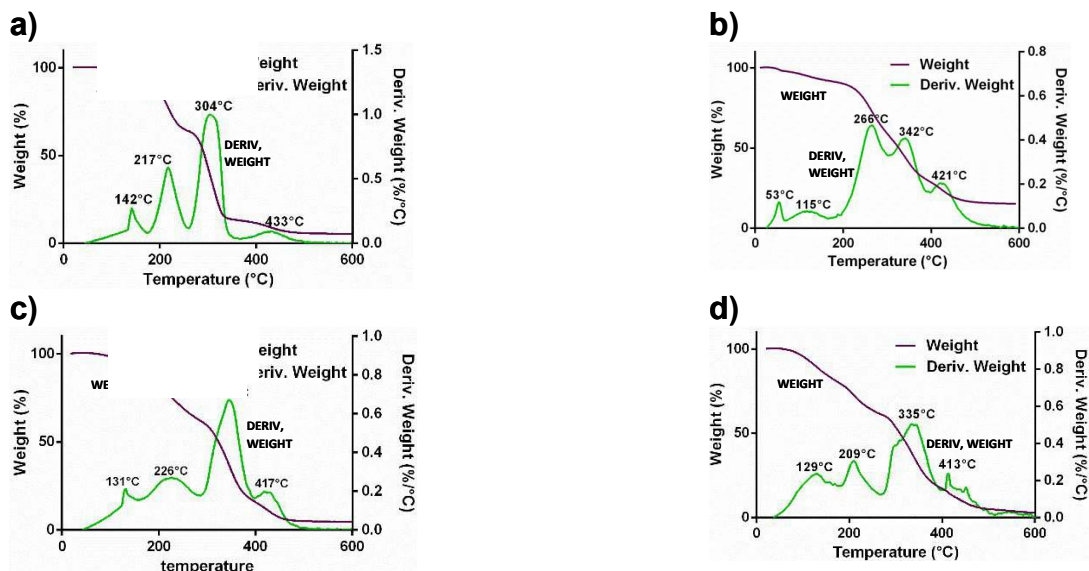 a)
100
50
0
Weight (%)
0 200 400 600
Temperature (°C)
1.5
1.0
0.5
0.0
Deriv. Weight (%/°C)
eight
eriv. Weight
142°C
217°C
304°C
433°C
DERIV,
WEIGHT
b)
100
50
0
Weight (%)
0 200 400 600
Temperature (°C)
0.8
0.6
0.4
0.2
0.0
Deriv. Weight (%/°C)
Weight
Deriv. Weight
WEIGHT
53°C
115°C
266°C
342°C
421°C
DERIV,
WEIGHT
c)
100
50
0
Weight (%)
0 200 400 600
temperature
1.0
0.8
0.6
0.4
0.2
0.0
Deriv. Weight (%/°C)
eight
eriv. Weight
WE
131°C
226°C
417°C
DERIV,
WEIGHT
d)
100
50
0
Weight (%)
0 200 400 600
Temperature (°C)
1.0
0.8
0.6
0.4
0.2
0.0
Deriv. Weight (%/°C)
Weight
Deriv. Weight
WEIGHT
129°C
209°C
335°C
413°C
DERIV, WEIGHT